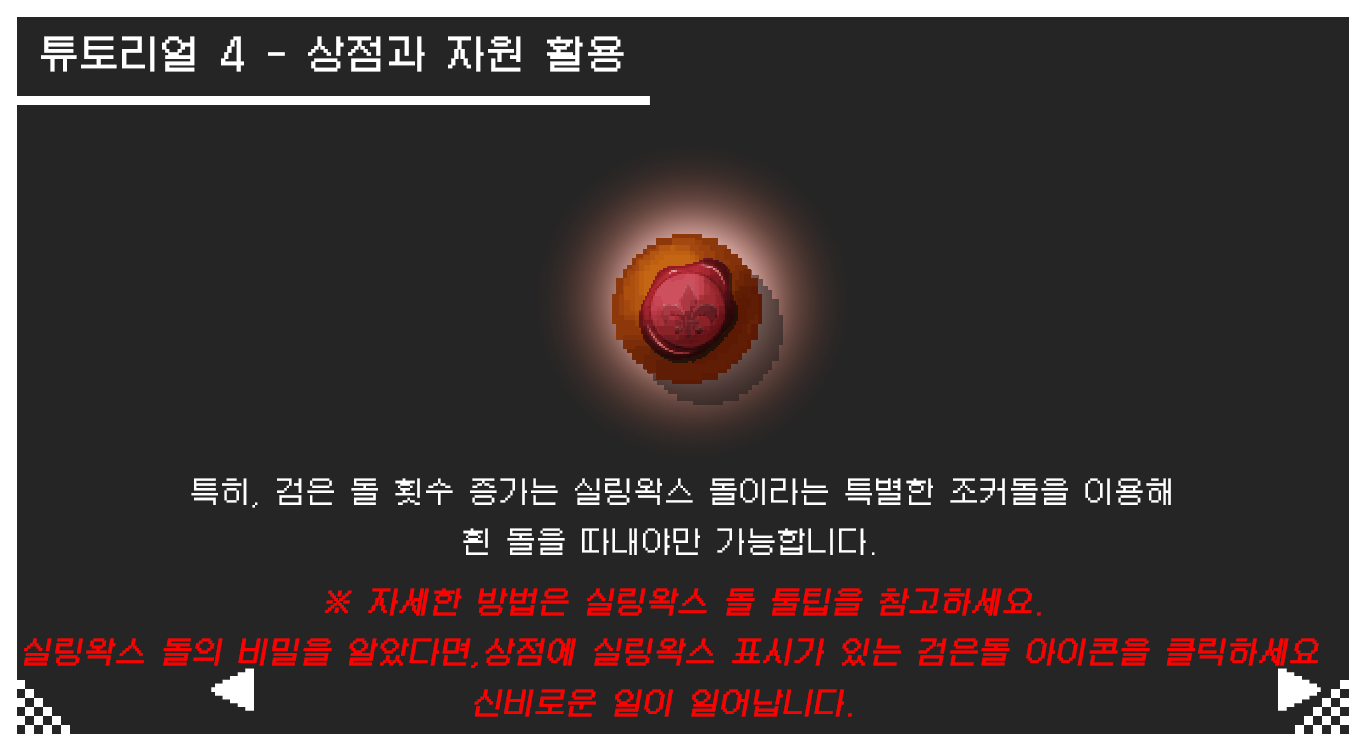 튜토리얼 4 - 상점과 자원 활용
특히, 검은 돌 횟수 증가는 실링왁스 돌이라는 특별한 조커돌을 이용해
흰 돌을 따내야만 가능합니다.
※ 자세한 방법은 실링왁스 돌 툴팁을 참고하세요.
실링왁스 돌의 비밀을 알았다면,상점에 실링왁스 표시가 있는 검은돌 아이콘을 클릭하세요
신비로운 일이 일어납니다.